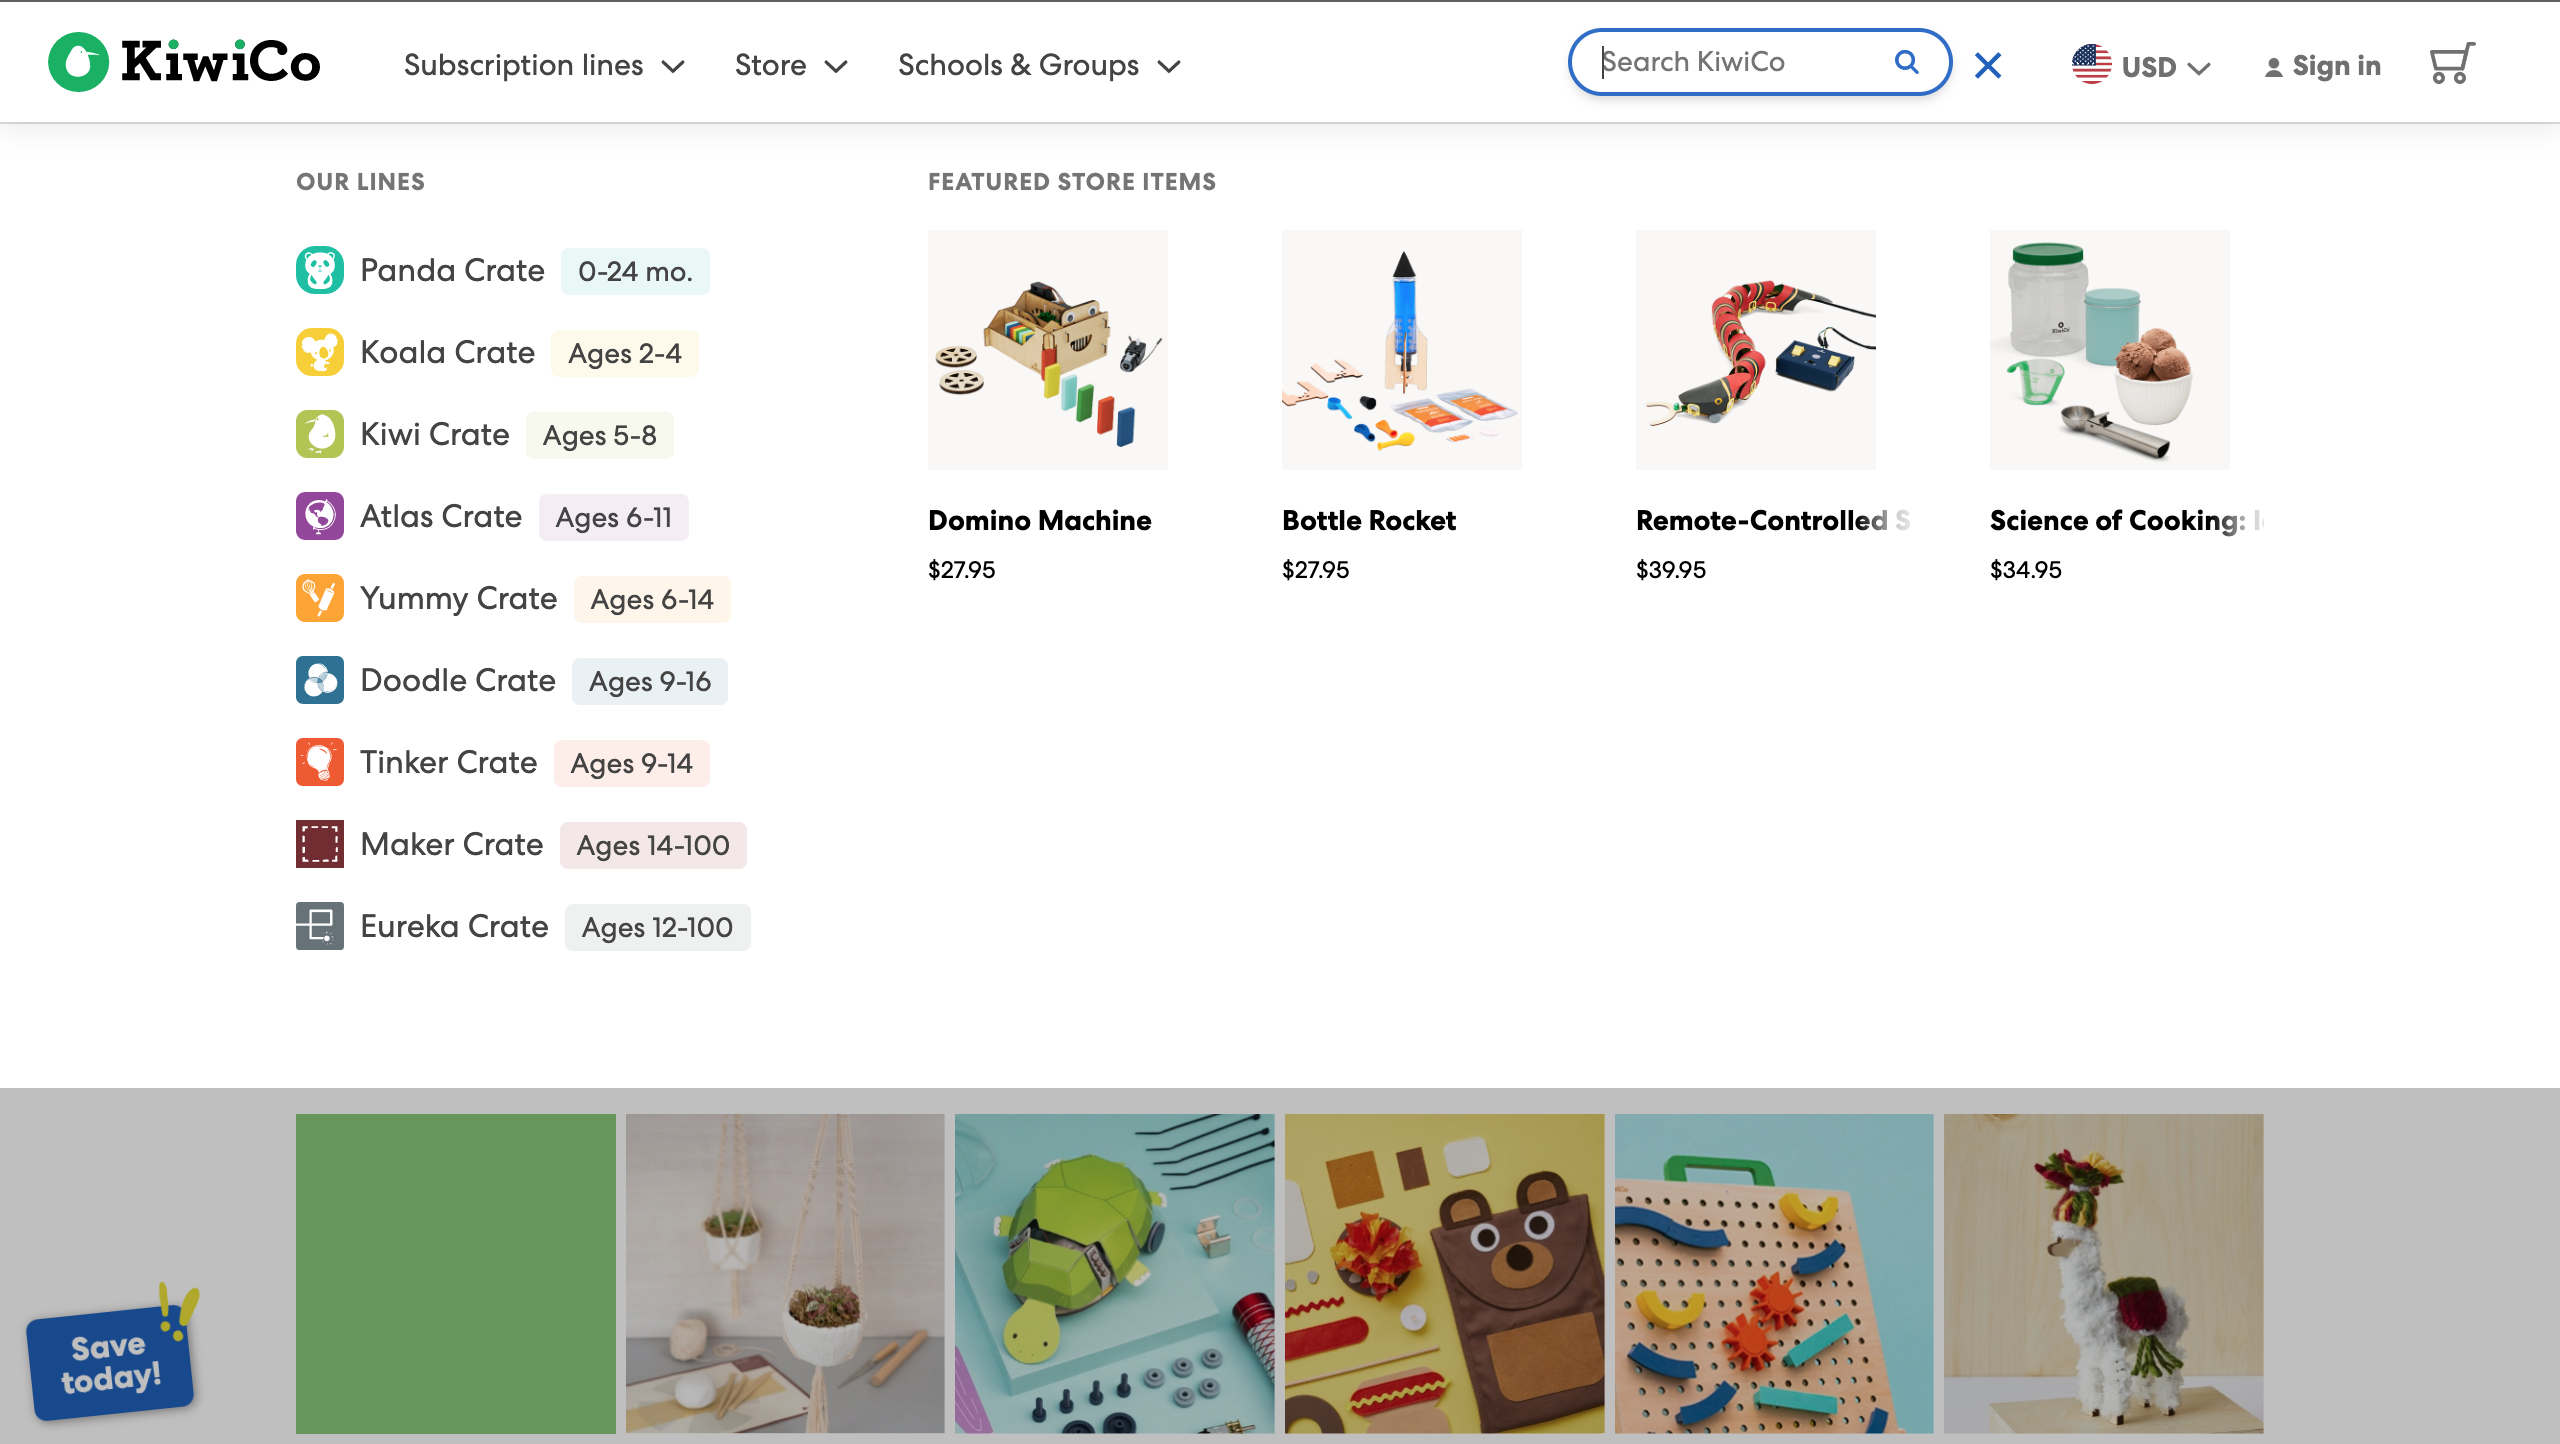 KiwiCo
Subscription lines
Store
Schools & Groups
Search KiwiCo
USD
Sign in
OUR LINES
Panda Crate 0-24 mo.
Koala Crate Ages 2-4
Kiwi Crate Ages 5-8
Atlas Crate Ages 6-11
Yummy Crate Ages 6-14
Doodle Crate Ages 9-16
Tinker Crate Ages 9-14
Maker Crate Ages 14-100
Eureka Crate Ages 12-100
FEATURED STORE ITEMS
Domino Machine
$27.95
Bottle Rocket
$27.95
Remote-Controlled S
$39.95
KiwiCo
Science of Cooking:
$34.95
Save
today!